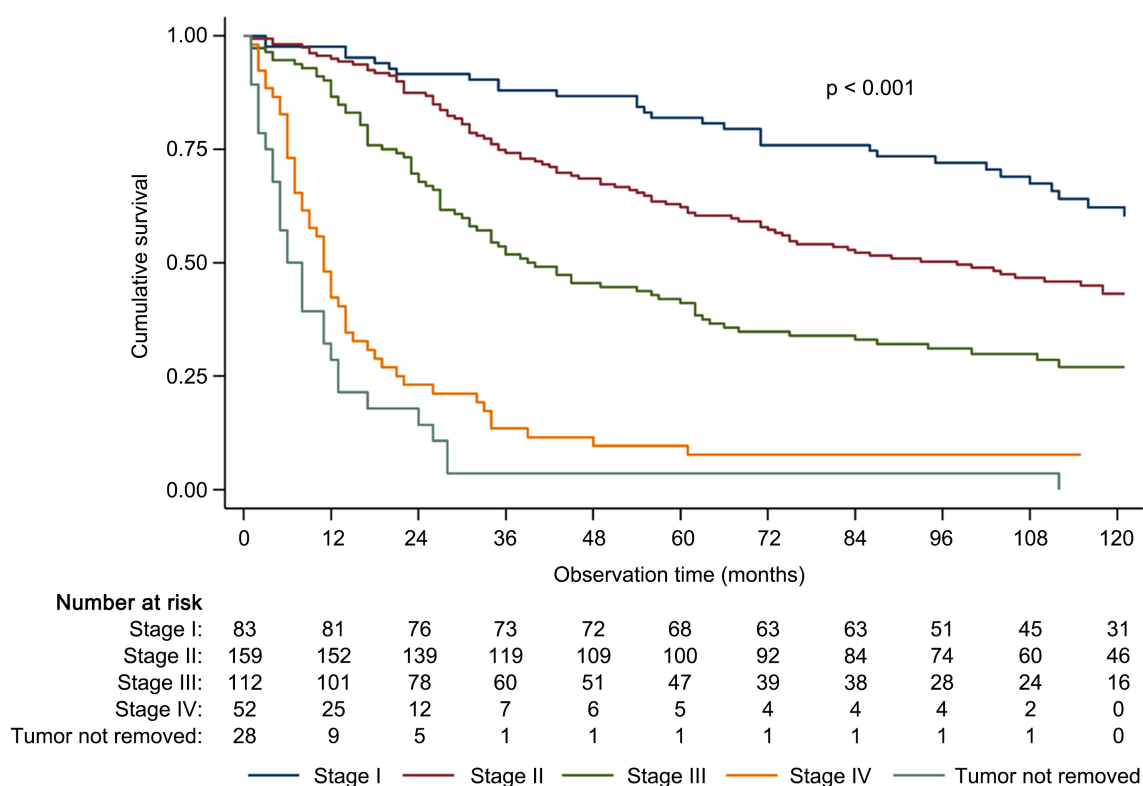 1.00
p < 0.001
0.75
0.50
0.25
0.00
Cumulative survival
0 12 24 36 48 60 72 84 96 108 120
Observation time (months)
Number at risk
Stage I: 83 81 76 73 72 68 63 63 51 45 31
Stage II: 159 152 139 119 109 100 92 84 74 60 46
Stage III: 112 101 78 60 51 47 39 38 28 24 16
Stage IV: 52 25 12 7 6 5 4 4 4 2 0
Tumor not removed: 28 9 5 1 1 1 1 1 1 1 0
Stage I Stage II Stage III Stage IV Tumor not removed